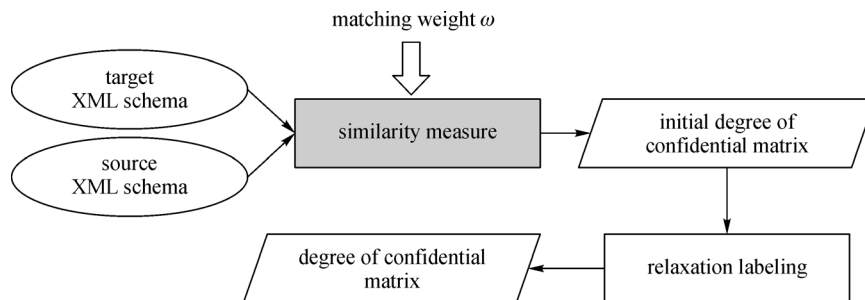 matching weight ω
target
XML schema
source
XML schema
similarity measure
initial degree of
confidential matrix
degree of confidential
matrix
relaxation labeling